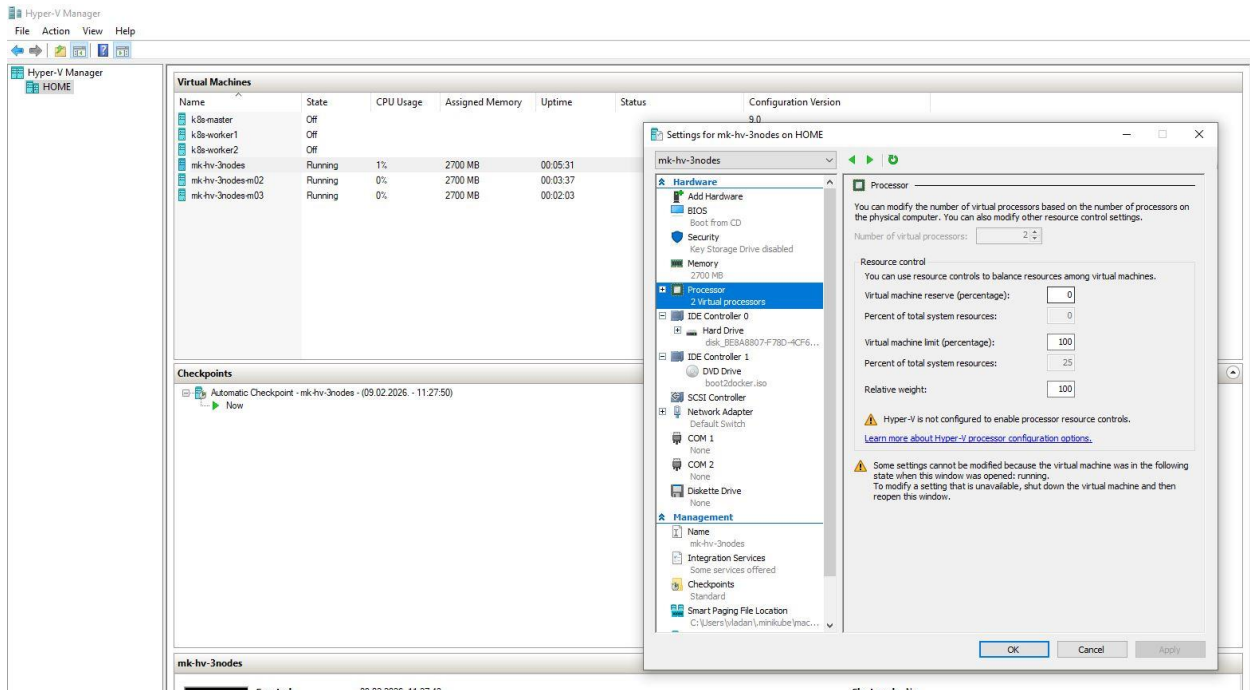 Hyper-V Manager
File Action View Help
Hyper-V Manager
HOME
Virtual Machines
Name State CPU Usage Assigned Memory Uptime Status Configuration Version
k8s-master Off 9.0
k8s-worker1 Off
k8s-worker2 Off
mk-hv-3nodes Running 1% 2700 MB 00:05:31
mk-hv-3nodes-m02 Running 0% 2700 MB 00:03:37
mk-hv-3nodes-m03 Running 0% 2700 MB 00:02:03
Checkpoints
Automatic Checkpoint - mk-hv-3nodes - (09.02.2026. - 11:27:50)
Now
mk-hv-3nodes
Settings for mk-hv-3nodes on HOME
mk-hv-3nodes
Hardware
Add Hardware
BIOS
Boot from CD
Security
Key Storage Drive disabled
Memory
2700 MB
Processor
2 Virtual processors
IDE Controller 0
Hard Drive
disk_BE8A8807-F78D-4CF6...
IDE Controller 1
DVD Drive
boot2docker.iso
SCSI Controller
Network Adapter
Default Switch
COM 1
None
COM 2
None
Diskette Drive
None
Management
Name
mk-hv-3nodes
Integration Services
Some services offered
Checkpoints
Standard
Smart Paging File Location
C:\Users\vladan\.minikube\mac...
Processor
You can modify the number of virtual processors based on the number of processors on
the physical computer. You can also modify other resource control settings.
Number of virtual processors: 2
Resource control
You can use resource controls to balance resources among virtual machines.
Virtual machine reserve (percentage): 0
Percent of total system resources: 0
Virtual machine limit (percentage): 100
Percent of total system resources: 25
Relative weight: 100
Hyper-V is not configured to enable processor resource controls.
Learn more about Hyper-V processor configuration options.
Some settings cannot be modified because the virtual machine was in the following
state when this window was opened: running.
To modify a setting that is unavailable, shut down the virtual machine and then
reopen this window.
OK Cancel Apply